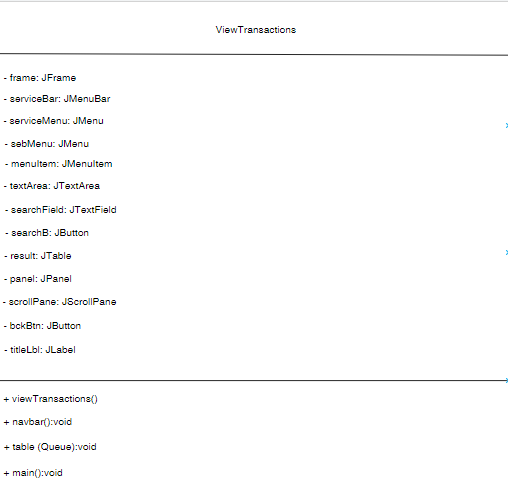 ViewTransactions
- frame: JFrame
- serviceBar: JMenuBar
- serviceMenu: JMenu
- sebMenu: JMenu
- menuItem: JMenuItem
- textArea: JTextArea
- searchField: JTextField
- searchB: JButton
- result: JTable
- panel: JPanel
- scrollPane: JScrollPane
- bckBtn: JButton
- titleLbl: JLabel
+ viewTransactions()
+ navbar():void
+ table (Queue):void
+ main():void